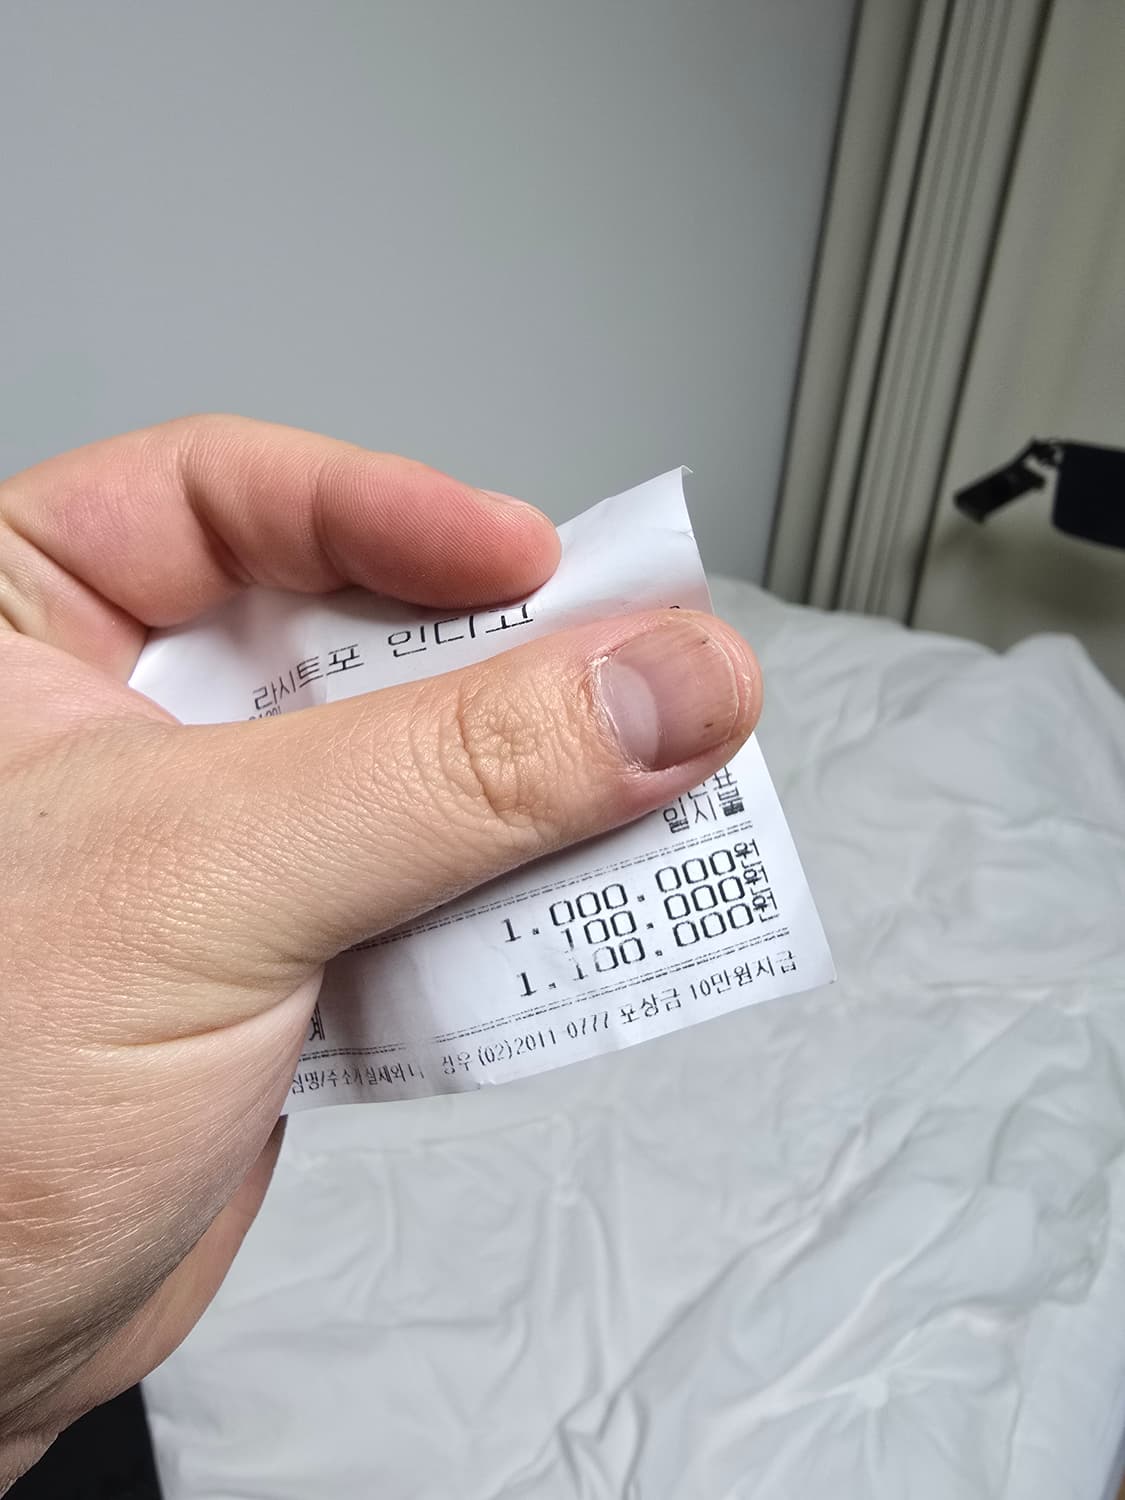 라시트포 인디고
일시불
1.000.000원
100.000원
1.100.000원
계
(02)2011-0777 포상금 10만원지급